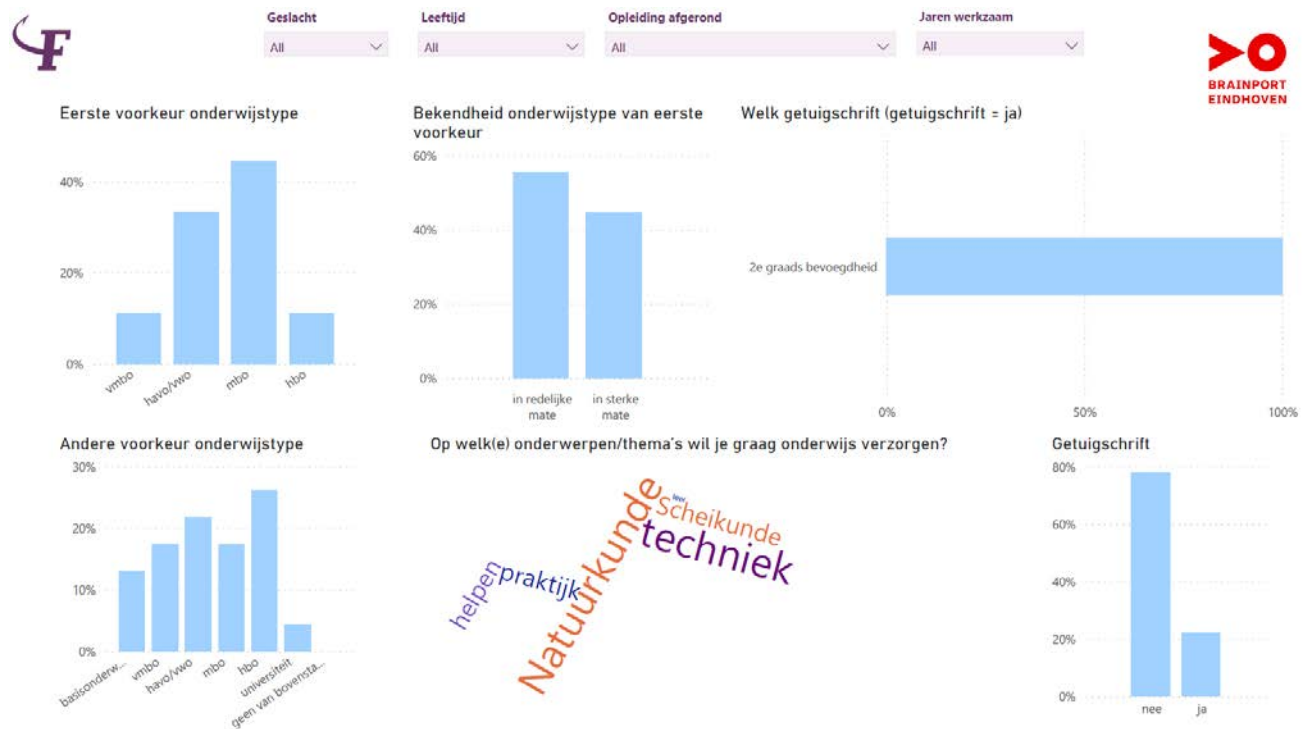 F
Geslacht
All
Leeftijd
All
Opleiding afgerond
All
Jaren werkzaam
All
BRAINPORT
EINDHOVEN
Eerste voorkeur onderwijstype
40%
20%
0%
vmbo
havo/vwo
mbo
hbo
Bekendheid onderwijstype van eerste
voorkeur
60%
40%
20%
0%
in redelijke
mate
in sterke
mate
Welk getuigschrift (getuigschrift = ja)
2e graads bevoegdheid
0%
50%
100%
Andere voorkeur onderwijstype
30%
20%
10%
0%
basisonderw...
vmbo
havo/vwo
mbo
hbo
universiteit
geen van bovensta...
Op welk(e) onderwerpen/thema's wil je graag onderwijs verzorgen?
Natuurkunde
Scheikunde
techniek
praktijk
helpen
Getuigschrift
80%
60%
40%
20%
0%
nee
ja